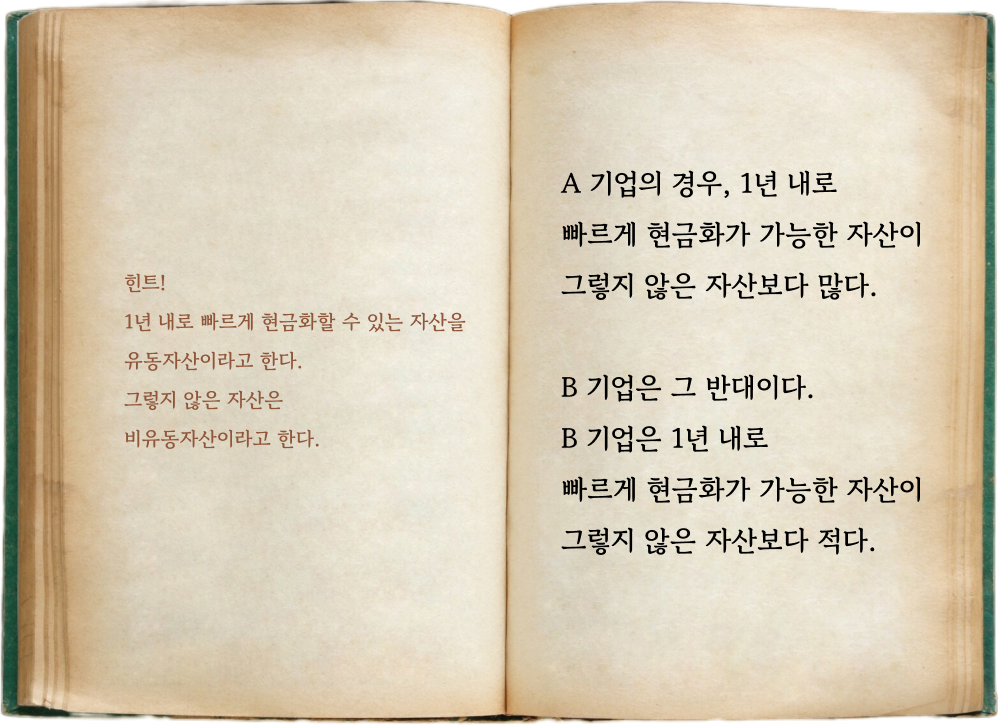 힌트!
1년 내로 빠르게 현금화할 수 있는 자산을
유동자산이라고 한다.
그렇지 않은 자산은
비유동자산이라고 한다.
A 기업의 경우, 1년 내로
빠르게 현금화가 가능한 자산이
그렇지 않은 자산보다 많다.
B 기업은 그 반대이다.
B 기업은 1년 내로
빠르게 현금화가 가능한 자산이
그렇지 않은 자산보다 적다.